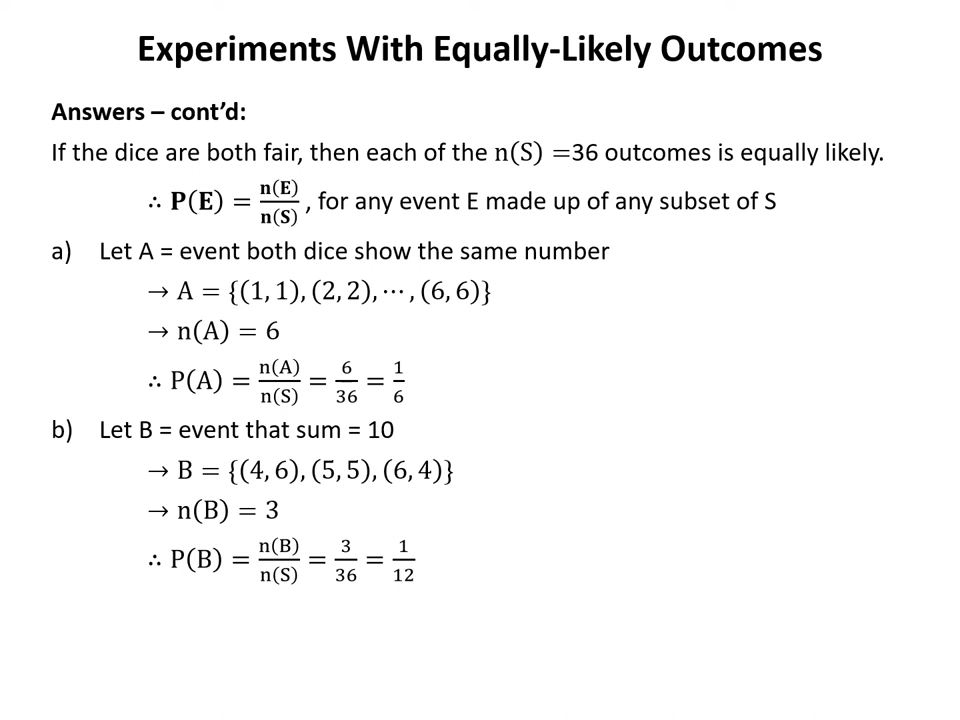 Experiments With Equally-Likely Outcomes
Answers – cont’d:
If the dice are both fair, then each of the n(S) =36 outcomes is equally likely.
∴ P(E) = n(E)/n(S) , for any event E made up of any subset of S
a) Let A = event both dice show the same number
→ A = {(1, 1), (2, 2), ⋯ , (6, 6)}
→ n(A) = 6
∴ P(A) = n(A)/n(S) = 6/36 = 1/6
b) Let B = event that sum = 10
→ B = {(4, 6), (5, 5), (6, 4)}
→ n(B) = 3
∴ P(B) = n(B)/n(S) = 3/36 = 1/12